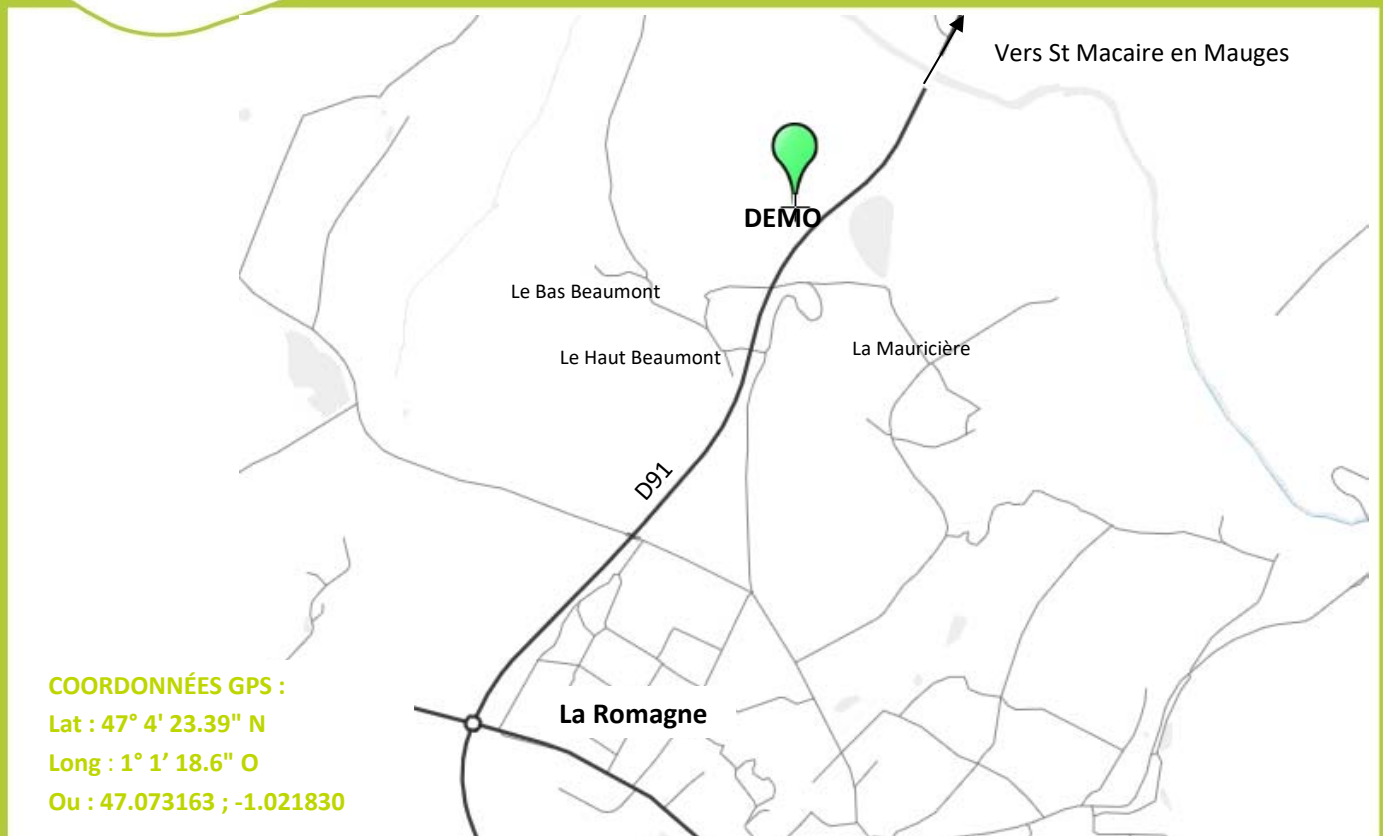 Vers St Macaire en Mauges
DEMO
Le Bas Beaumont
Le Haut Beaumont
La Mauricière
D91
La Romagne
COORDONNÉES GPS :
Lat : 47° 4' 23.39" N
Long : 1° 1’ 18.6" O
Ou : 47.073163 ; -1.021830